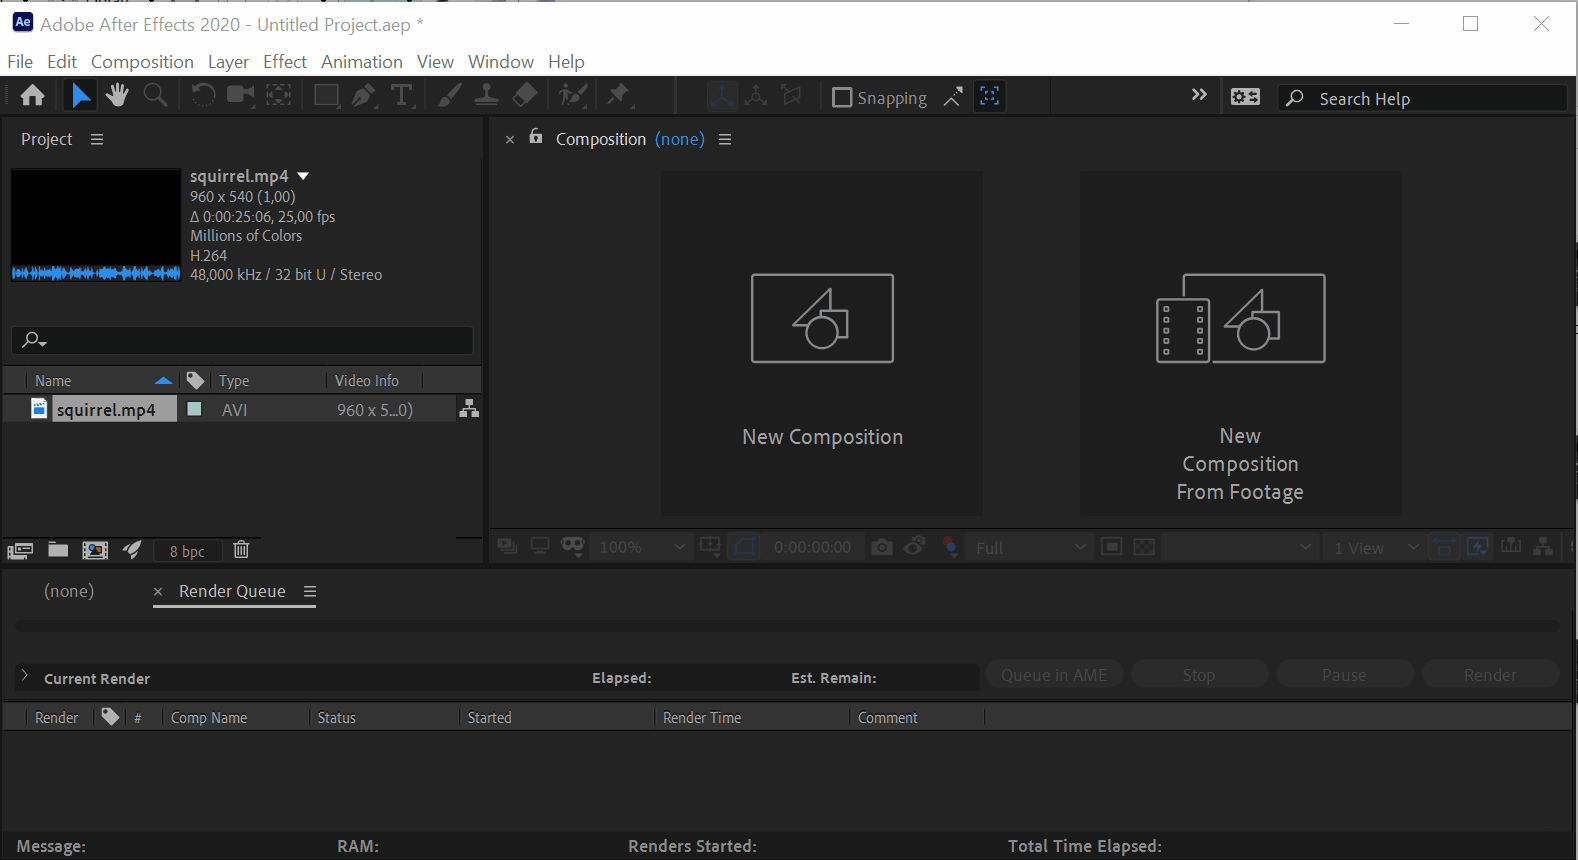 Ae Adobe After Effects 2020 - Untitled Project.aep *
File Edit Composition Layer Effect Animation View Window Help
T Snapping Search Help
Project
squirrel.mp4
960 x 540 (1,00)
Δ 0:00:25:06, 25,00 fps
Millions of Colors
H.264
48,000 kHz / 32 bit U / Stereo
Name Type Video Info
squirrel.mp4 AVI 960 x 5...0)
8 bpc
Composition (none)
New Composition
New
Composition
From Footage
100% 0:00:00:00 Full 1 View
(none) Render Queue
Current Render Elapsed: Est. Remain: Queue in AME Stop Pause Render
Render # Comp Name Status Started Render Time Comment
Message: RAM: Renders Started: Total Time Elapsed: